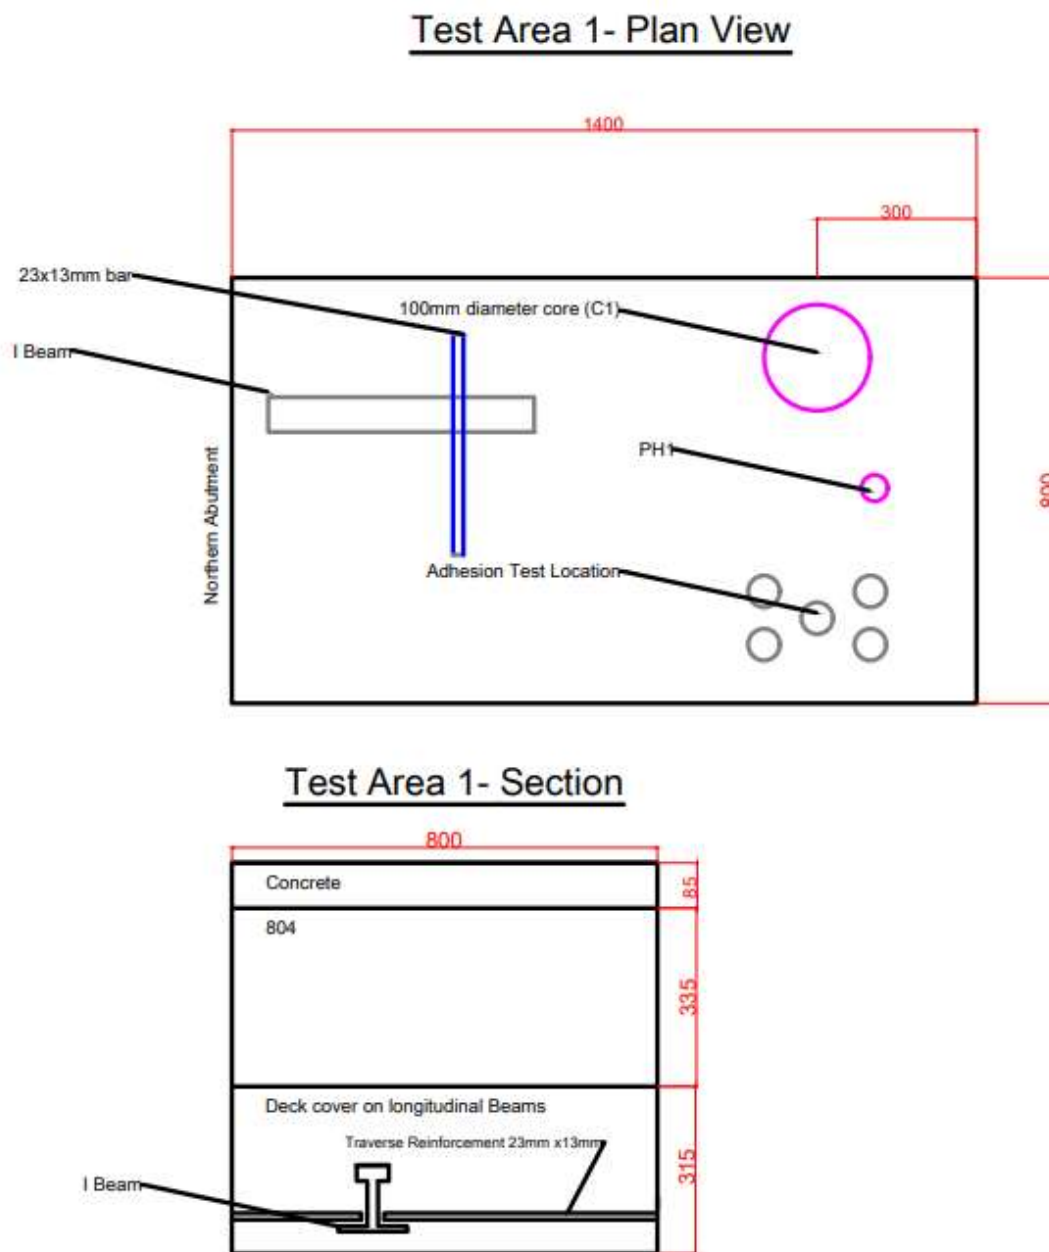 Test Area 1- Plan View
1400
300
23x13mm bar
100mm diameter core (C1)
I Beam
PH1
Northern Abutment
800
Adhesion Test Location
Test Area 1- Section
800
Concrete
85
804
335
Deck cover on longitudinal Beams
Traverse Reinforcement 23mm x13mm
315
I Beam